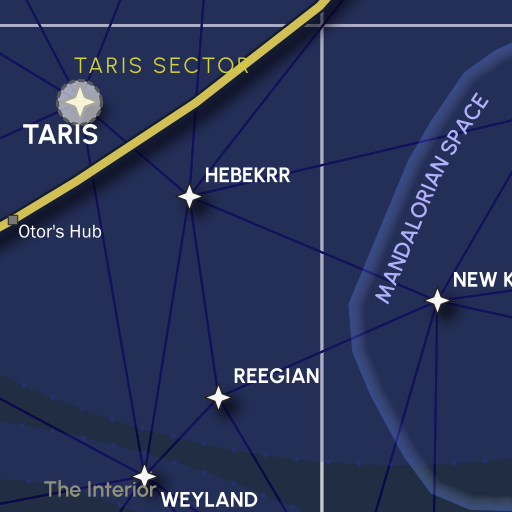 TARIS SECTOR
TARIS
HEBEKRR
MANDALORIAN SPACE
Otor's Hub
NEW K
REEGIAN
The Interior
WEYLAND